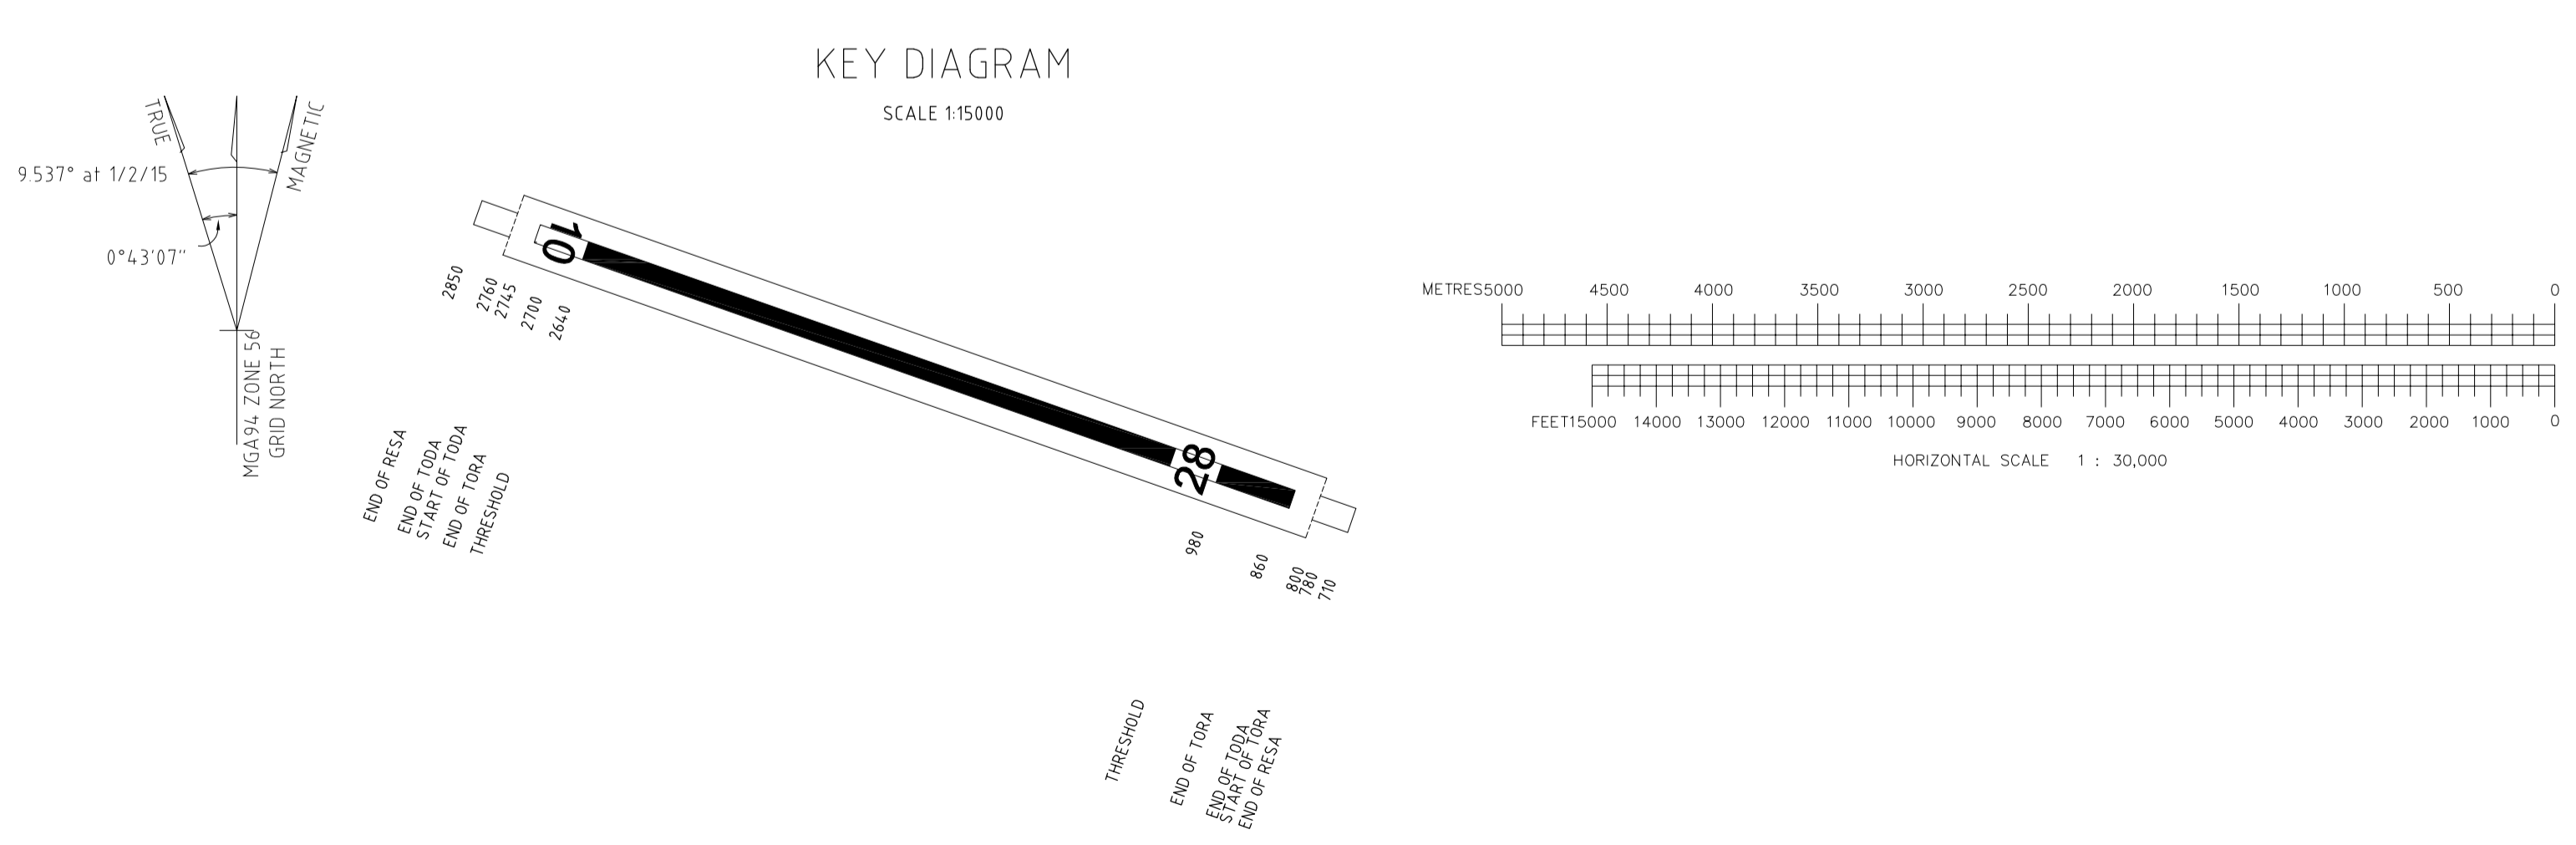 KEY DIAGRAM
SCALE 1:15000
TRUE
MAGNETIC
9.537° at 1/2/15
0°43'07"
MGA94 ZONE 56
GRID NORTH
10
28
2850
2760
2745
2700
2640
980
860
800
780
710
END OF RESA
END OF TODA
START OF TODA
END OF TORA
THRESHOLD
THRESHOLD
END OF TORA
END OF TODA
START OF TORA
END OF RESA
METRES5000 4500 4000 3500 3000 2500 2000 1500 1000 500 0
FEET15000 14000 13000 12000 11000 10000 9000 8000 7000 6000 5000 4000 3000 2000 1000 0
HORIZONTAL SCALE 1 : 30,000